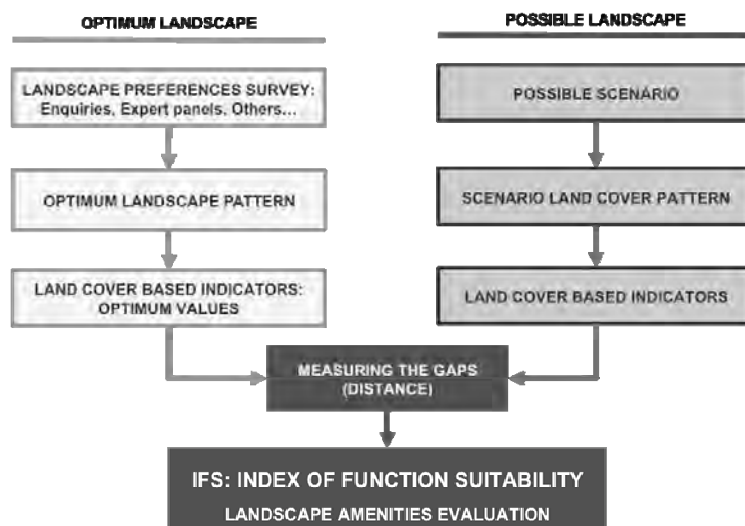 OPTIMUM LANDSCAPE
LANDSCAPE PREFERENCES SURVEY:
Enquiries, Expert panels, Others...
OPTIMUM LANDSCAPE PATTERN
LAND COVER BASED INDICATORS:
OPTIMUM VALUES
POSSIBLE LANDSCAPE
POSSIBLE SCENARIO
SCENARIO LAND COVER PATTERN
LAND COVER BASED INDICATORS
MEASURING THE GAPS
(DISTANCE)
IFS: INDEX OF FUNCTION SUITABILITY
LANDSCAPE AMENITIES EVALUATION